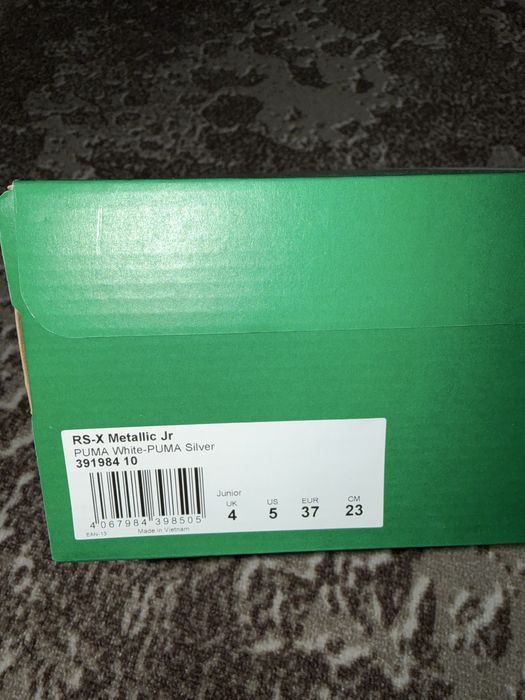 RS-X Metallic Jr
PUMA White-PUMA Silver
391984 10
Junior
UK US EUR CM
4 5 37 23
4 067984 398505
EAN-13 Made in Vietnam